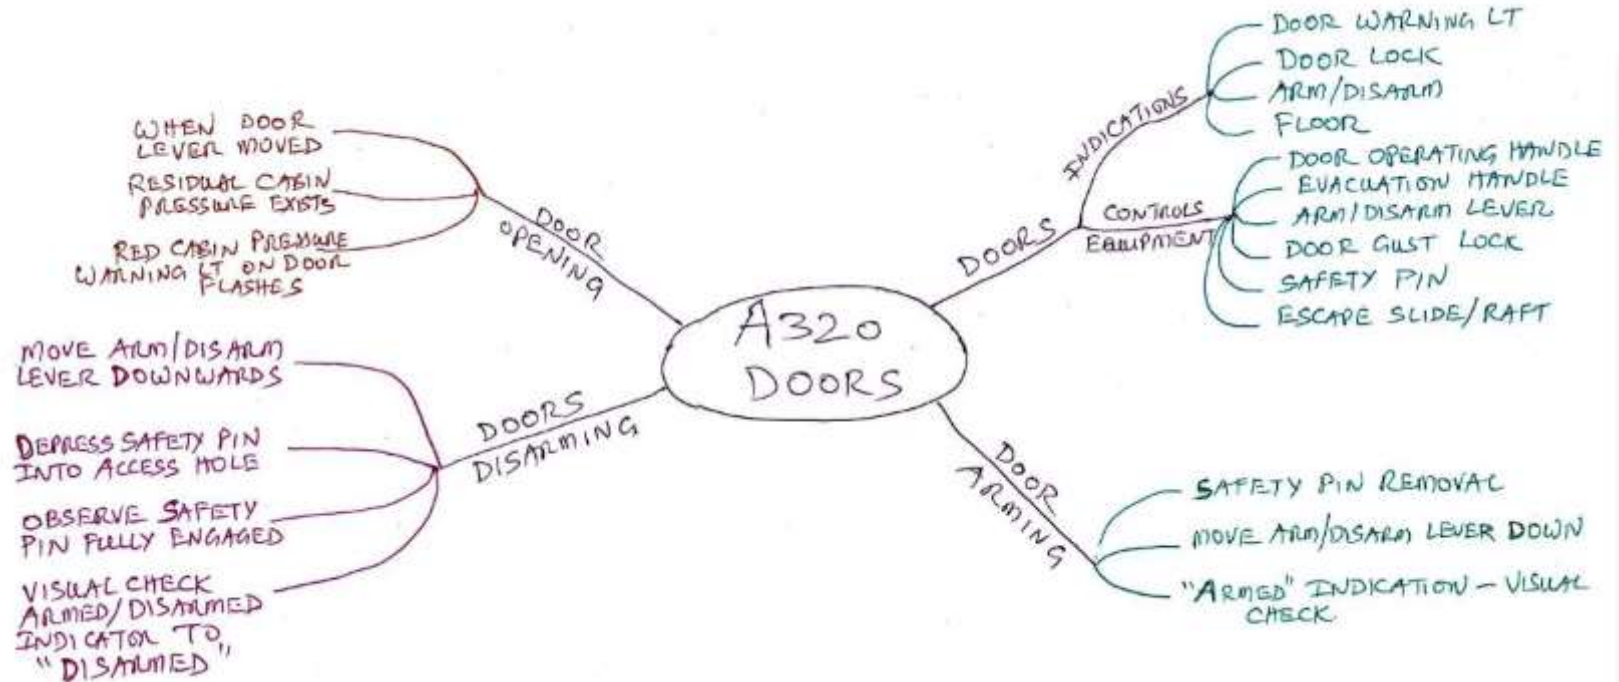 A320
DOORS
DOORS
INDICATIONS
DOOR WARNING LT
DOOR LOCK
ARM/DISARM
FLOOR
CONTROLS
EQUIPMENT
DOOR OPERATING HANDLE
EVACUATION HANDLE
ARM/DISARM LEVER
DOOR GUST LOCK
SAFETY PIN
ESCAPE SLIDE/RAFT
DOOR
ARMING
SAFETY PIN REMOVAL
MOVE ARM/DISARM LEVER DOWN
"ARMED" INDICATION - VISUAL
CHECK
DOORS
DISARMING
MOVE ARM/DISARM
LEVER DOWNWARDS
DEPRESS SAFETY PIN
INTO ACCESS HOLE
OBSERVE SAFETY
PIN FULLY ENGAGED
VISUAL CHECK
ARMED/DISARMED
INDICATOR TO
"DISARMED"
DOOR
OPENING
WHEN DOOR
LEVER MOVED
RESIDUAL CABIN
PRESSURE EXISTS
RED CABIN PRESSURE
WARNING LT ON DOOR
FLASHES